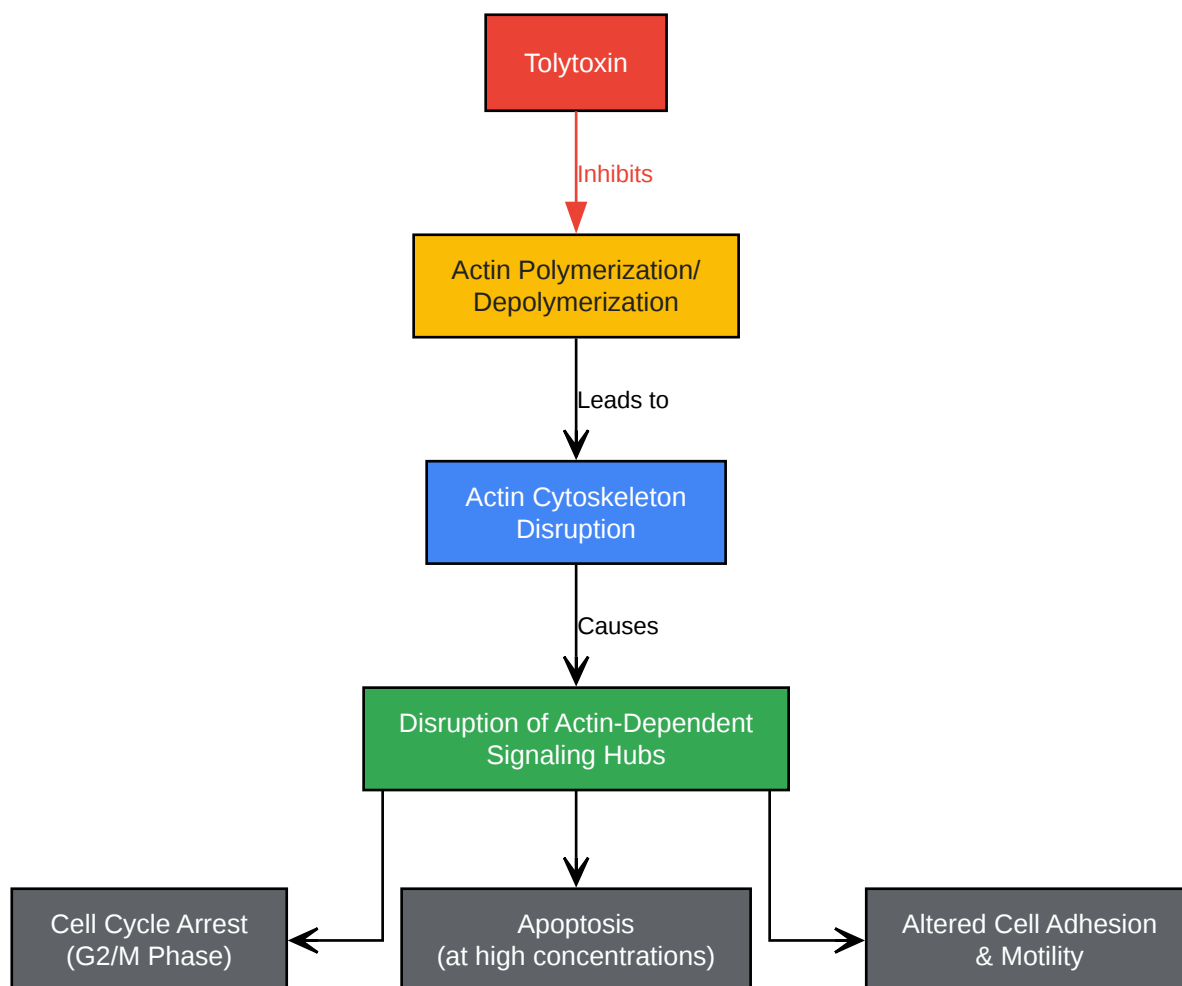 Tolytoxin
Inhibits
Actin Polymerization/
Depolymerization
Leads to
Actin Cytoskeleton
Disruption
Causes
Disruption of Actin-Dependent
Signaling Hubs
Cell Cycle Arrest
(G2/M Phase)
Apoptosis
(at high concentrations)
Altered Cell Adhesion
& Motility